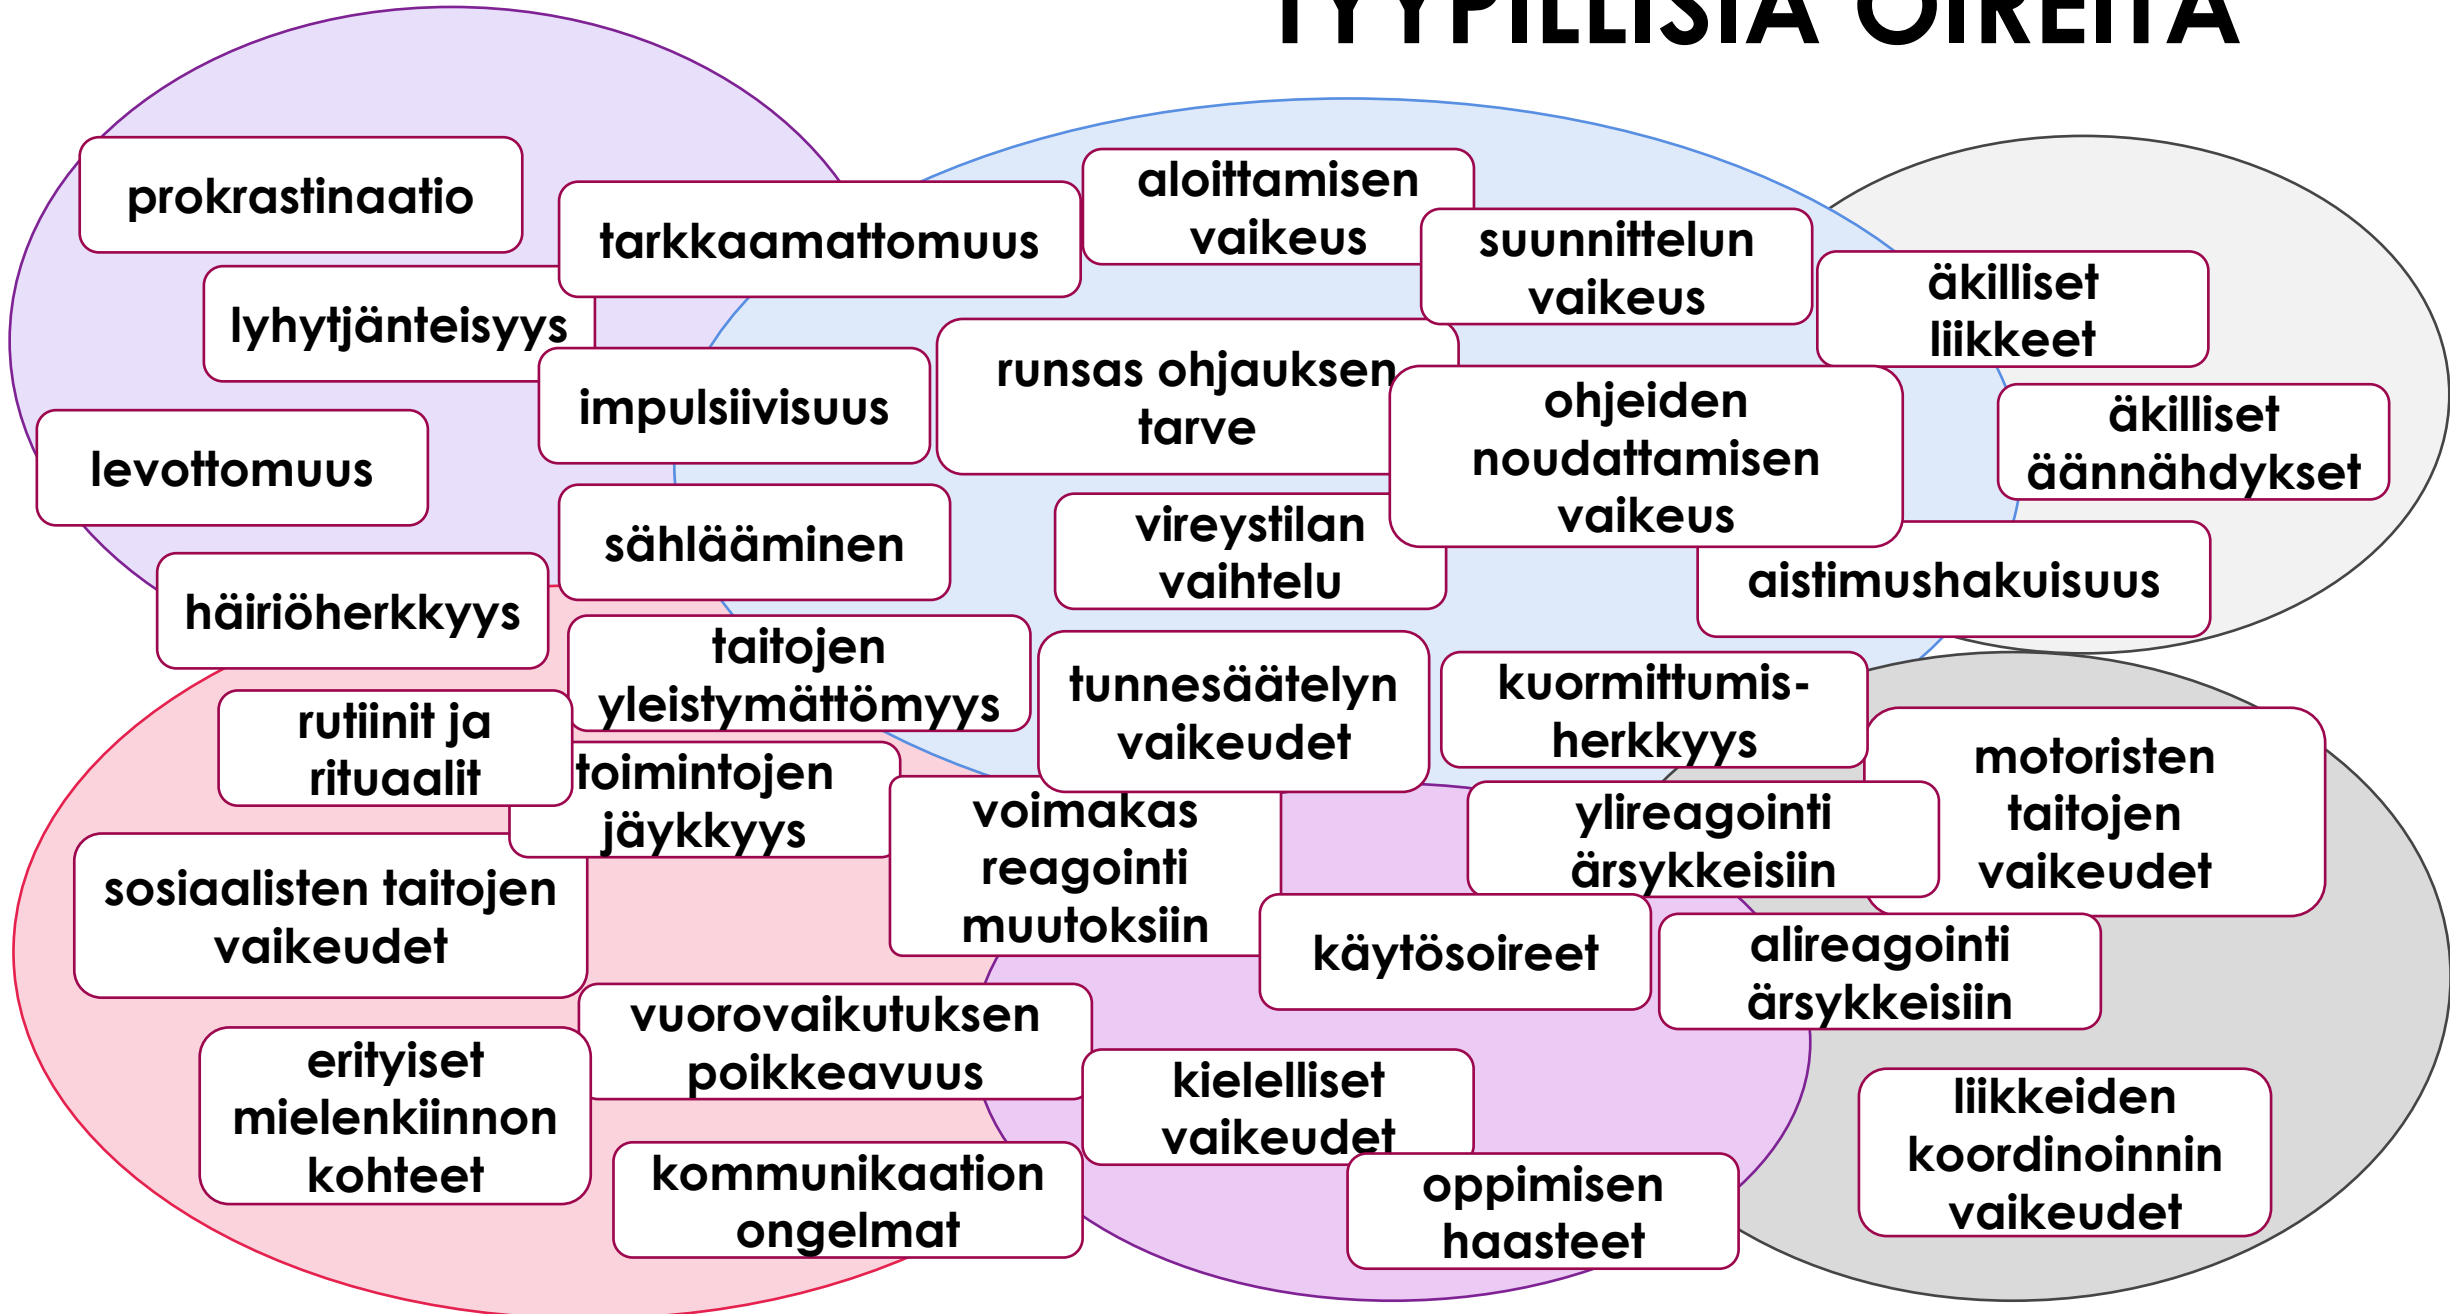 TYYPILLISIÄ OIREITA
prokrastinaatio
tarkkaamattomuus
aloittamisen
vaikeus
suunnittelun
vaikeus
äkilliset
liikkeet
lyhytjänteisyys
impulsiivisuus
runsas ohjauksen
tarve
ohjeiden
noudattamisen
vaikeus
äkilliset
äännähdykset
levottomuus
sählääminen
vireystilan
vaihtelu
aistimushakuisuus
häiriöherkkyys
taitojen
yleistymättömyys
tunnesäätelyn
vaikeudet
kuormittumis-
herkkyys
rutiinit ja
rituaalit
toimintojen
jäykkyys
voimakas
reagointi
muutoksiin
ylireagointi
ärsykkeisiin
motoristen
taitojen
vaikeudet
sosiaalisten taitojen
vaikeudet
käytösoireet
alireagointi
ärsykkeisiin
vuorovaikutuksen
poikkeavuus
erityiset
mielenkiinnon
kohteet
kielelliset
vaikeudet
liikkeiden
koordinoinnin
vaikeudet
kommunikaation
ongelmat
oppimisen
haasteet